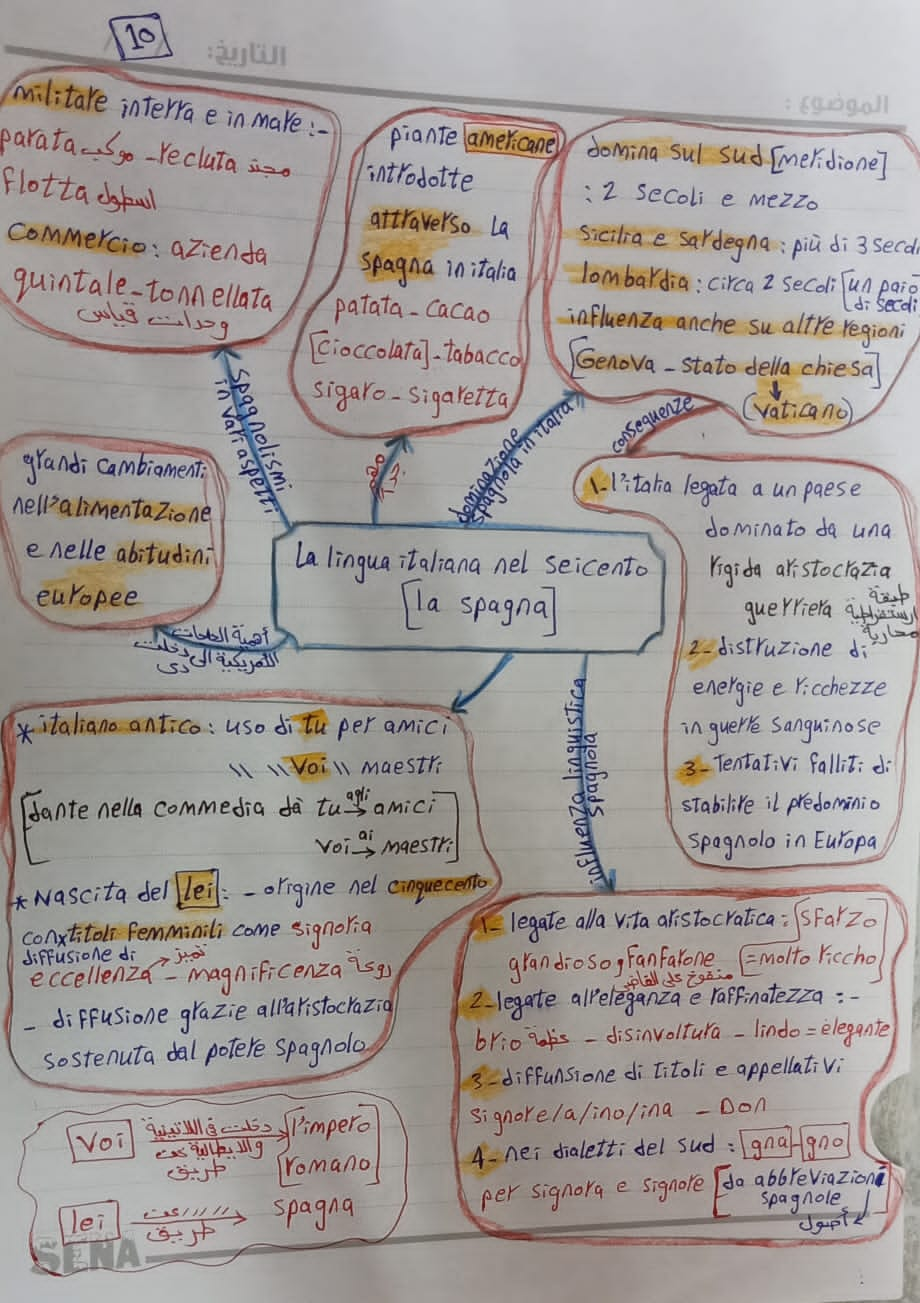 10
التاريخ:
الموضوع :
militare interra e in mare :-
parata موكب - recluta مجند
flotta اسطول
commercio : azienda
quintale - tonnellata
وحدات قياس
piante americane
introdotte
attraverso la
spagna in italia
patata - cacao
[cioccolata] - tabacco
sigaro - sigaretta
domina sul sud [meridione]
: 2 secoli e mezzo
sicilia e sardegna : più di 3 secoli
lombardia : circa 2 secoli [un paio
di secoli
influenza anche su altre regioni
[Genova - stato della chiesa]
(vaticano)
spagnolismi
in vari aspetti
dominazione
spagnola in italia
conseguenze
grandi cambiamenti
nell'alimentazione
e nelle abitudini
europee
أهمية الحاجات
الأمريكية الى دخلت
دى
La lingua italiana nel seicento
[la spagna]
1- l'italia legata a un paese
dominato da una
rigida aristocrazia
guerriera طبقة
ارستقراطية
محاربة
2- distruzione di
energie e ricchezze
in guerre sanguinose
3- Tentativi falliti di
stabilire il predominio
spagnolo in Europa
* italiano antico : uso di tu per amici
\\ \\ Voi \\ maestri
[dante nella commedia dà tu → agli amici
voi → ai maestri]
* Nascita del lei : - origine nel cinquecento
con titoli femminili come signoria
diffusione di
eccellenza تميز - magnificenza روعة
- diffusione grazie all'aristocrazia
sostenuta dal potere spagnolo
influenza linguistica
spagnola
1- legate alla vita aristocratica : [sfarzo
grandioso, fanfarone [= molto riccho]
منفوخ على الفاضي
2- legate all'eleganza e raffinatezza : -
brio - disinvoltura - lindo = elegante
3- diffunsione di titoli e appellativi
signore/a/ino/ina - Don
4- nei dialetti del sud : gna - gno
per signora e signore [da abbreviazioni
spagnole
أصول
Voi دخلت فى اللاتينية → [l'impero
والايطالية عن
طريق romano]
lei \\ \\ \\ عن → spagna
طريق
SENA